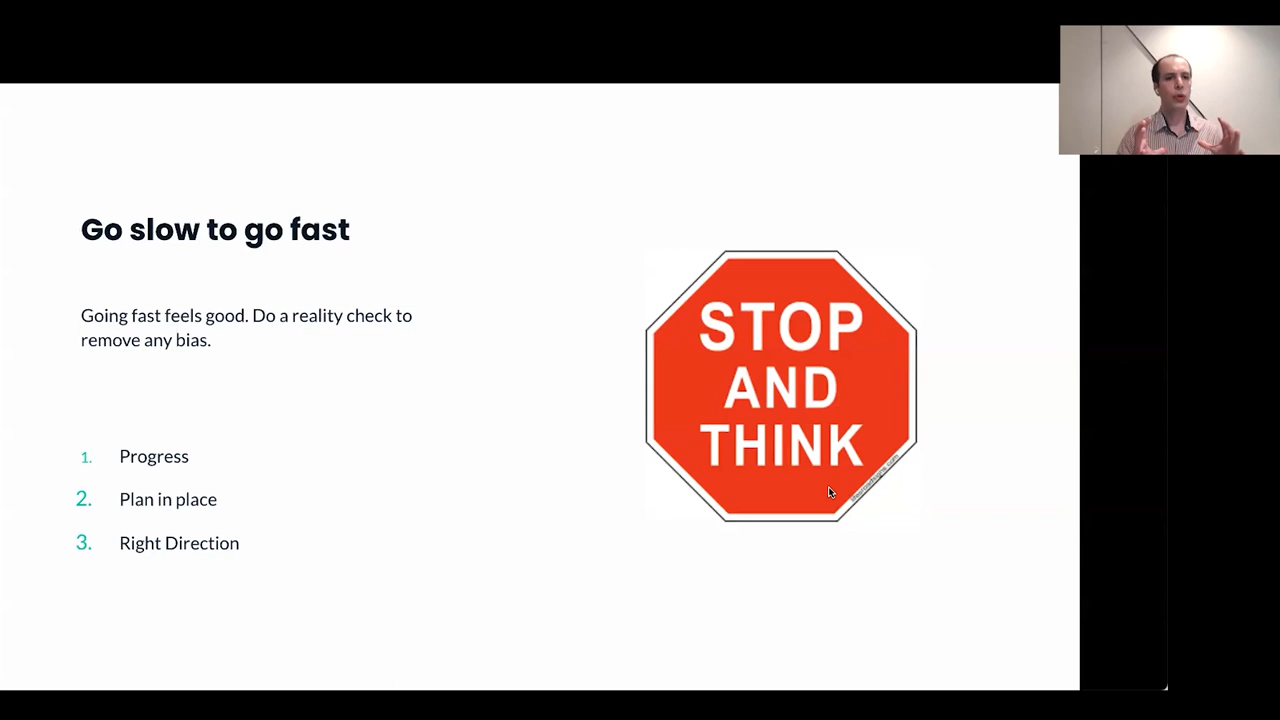 Go slow to go fast
Going fast feels good. Do a reality check to
remove any bias.
1. Progress
2. Plan in place
3. Right Direction
STOP
AND
THINK